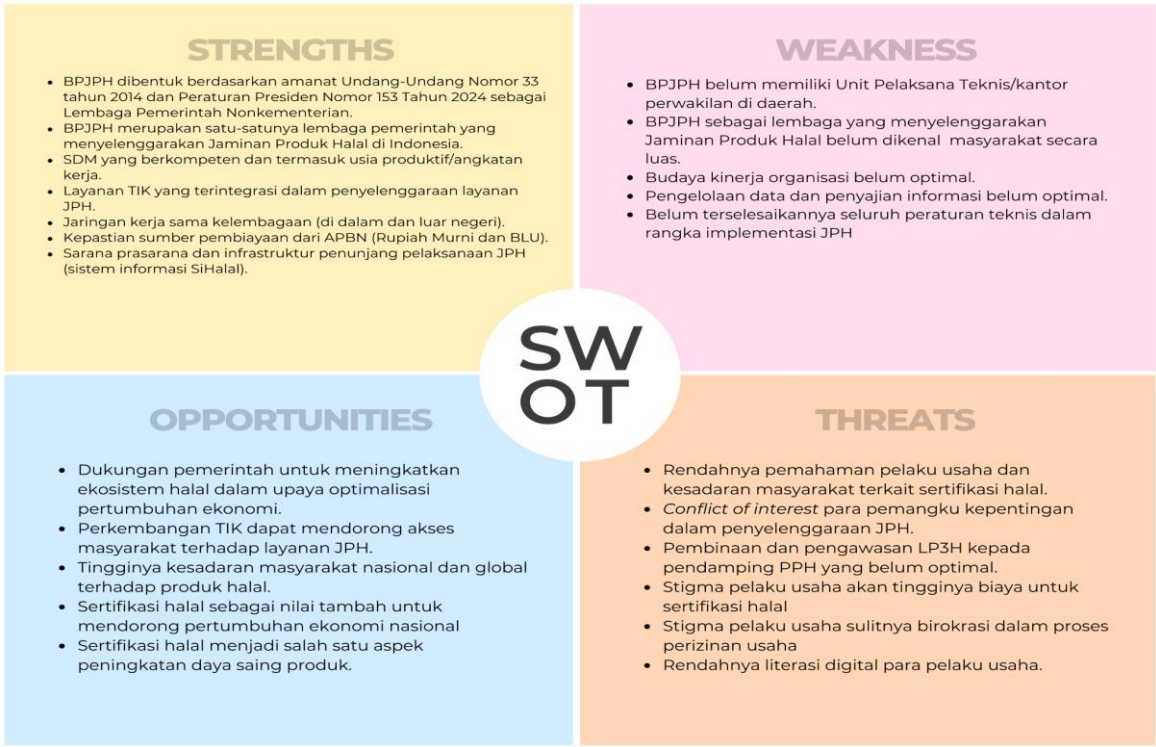 STRENGTHS
• BPJPH dibentuk berdasarkan amanat Undang-Undang Nomor 33
tahun 2014 dan Peraturan Presiden Nomor 153 Tahun 2024 sebagai
Lembaga Pemerintah Nonkementerian.
• BPJPH merupakan satu-satunya lembaga pemerintah yang
menyelenggarakan Jaminan Produk Halal di Indonesia.
• SDM yang berkompeten dan termasuk usia produktif/angkatan
kerja.
• Layanan TIK yang terintegrasi dalam penyelenggaraan layanan
JPH.
• Jaringan kerja sama kelembagaan (di dalam dan luar negeri).
• Kepastian sumber pembiayaan dari APBN (Rupiah Murni dan BLU).
• Sarana prasarana dan infrastruktur penunjang pelaksanaan JPH
(sistem informasi SiHalal).
WEAKNESS
• BPJPH belum memiliki Unit Pelaksana Teknis/kantor
perwakilan di daerah.
• BPJPH sebagai lembaga yang menyelenggarakan
Jaminan Produk Halal belum dikenal masyarakat secara
luas.
• Budaya kinerja organisasi belum optimal.
• Pengelolaan data dan penyajian informasi belum optimal.
• Belum terselesaikannya seluruh peraturan teknis dalam
rangka implementasi JPH
SW
OT
OPPORTUNITIES
• Dukungan pemerintah untuk meningkatkan
ekosistem halal dalam upaya optimalisasi
pertumbuhan ekonomi.
• Perkembangan TIK dapat mendorong akses
masyarakat terhadap layanan JPH.
• Tingginya kesadaran masyarakat nasional dan global
terhadap produk halal.
• Sertifikasi halal sebagai nilai tambah untuk
mendorong pertumbuhan ekonomi nasional
• Sertifikasi halal menjadi salah satu aspek
peningkatan daya saing produk.
THREATS
• Rendahnya pemahaman pelaku usaha dan
kesadaran masyarakat terkait sertifikasi halal.
• Conflict of interest para pemangku kepentingan
dalam penyelenggaraan JPH.
• Pembinaan dan pengawasan LP3H kepada
pendamping PPH yang belum optimal.
• Stigma pelaku usaha akan tingginya biaya untuk
sertifikasi halal
• Stigma pelaku usaha sulitnya birokrasi dalam proses
perizinan usaha
• Rendahnya literasi digital para pelaku usaha.